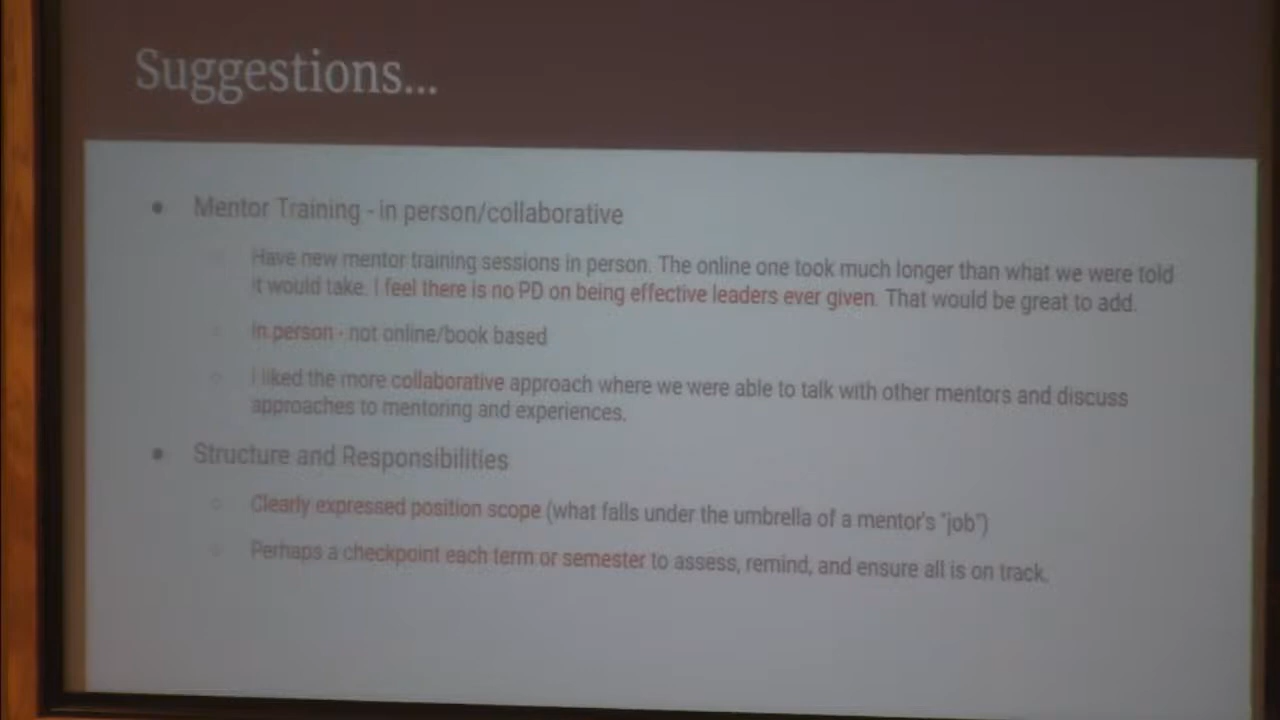 Suggestions...
Mentor Training - in person/collaborative
Have new mentor training sessions in person. The online one took much longer than what we were told
it would take. I feel there is no PD on being effective leaders ever given. That would be great to add.
In person - not online/book based
I liked the more collaborative approach where we were able to talk with other mentors and discuss
approaches to mentoring and experiences.
Structure and Responsibilities
Clearly expressed position scope (what falls under the umbrella of a mentor's "job")
Perhaps a checkpoint each term or semester to assess, remind, and ensure all is on track.